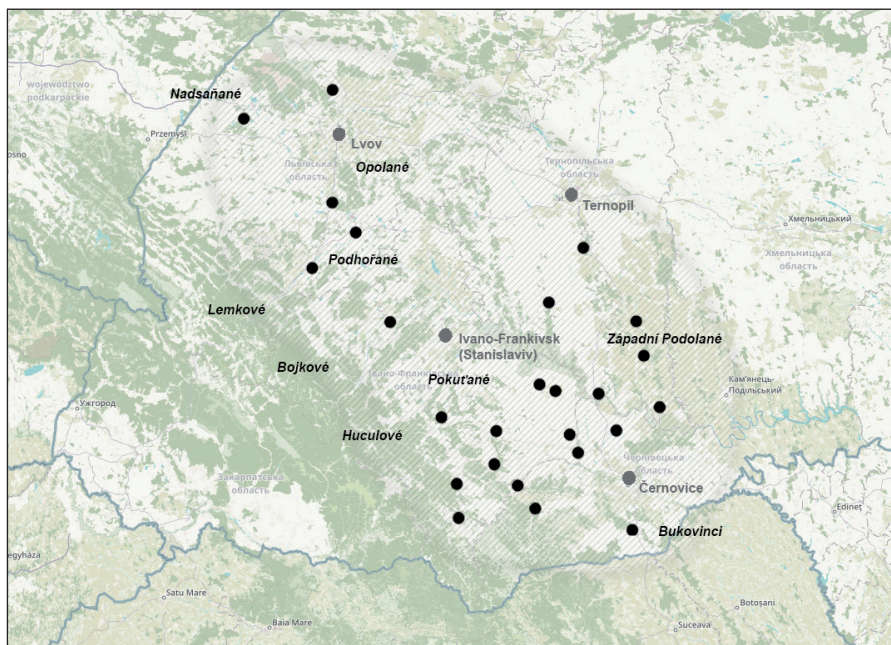 województwo
podkarpackie
Nadsaňané
Przemyśl
Lvov
Львівська
область
Opolané
Тернопільська
область
Ternopil
Хмельницький
Хмельницька
область
Podhořané
Lemkové
Ivano-Frankivsk
(Stanislaviv)
Západní Podolané
Bojkové
Pokuťané
область
Кам'янець-
Подільський
Ужгород
Huculové
Закарпатська
область
Чернівецька
область
Černovice
Edineț
Bukovinci
Satu Mare
Botoșani
Baia Mare
Suceava